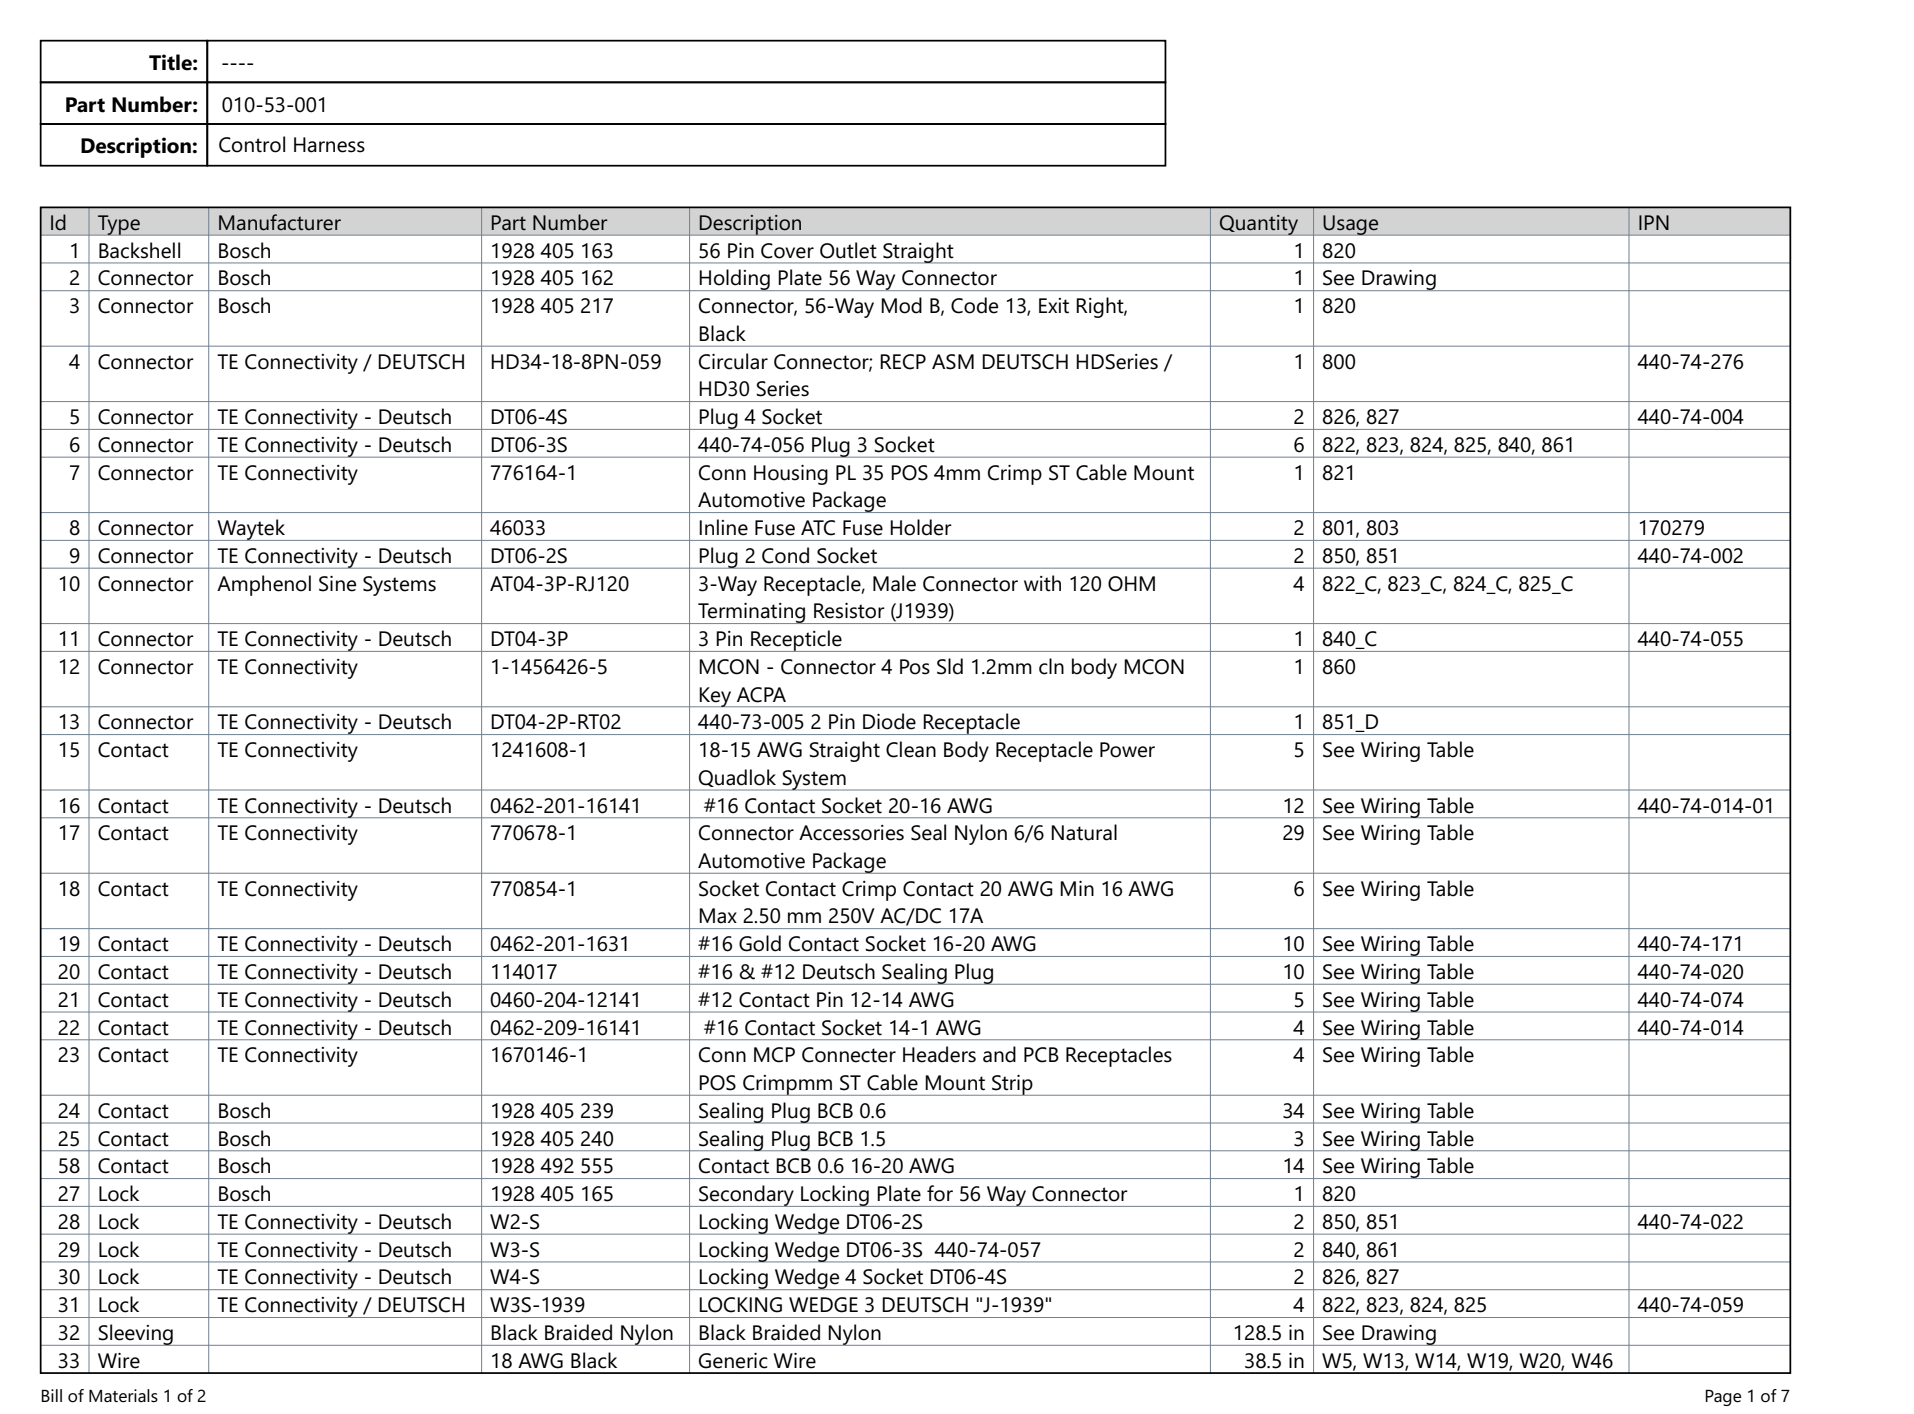 Title: ----
Part Number: 010-53-001
Description: Control Harness
Id Type Manufacturer Part Number Description Quantity Usage IPN
1 Backshell Bosch 1928 405 163 56 Pin Cover Outlet Straight 1 820
2 Connector Bosch 1928 405 162 Holding Plate 56 Way Connector 1 See Drawing
3 Connector Bosch 1928 405 217 Connector, 56-Way Mod B, Code 13, Exit Right, 1 820
Black
4 Connector TE Connectivity / DEUTSCH HD34-18-8PN-059 Circular Connector; RECP ASM DEUTSCH HDSeries / 1 800 440-74-276
HD30 Series
5 Connector TE Connectivity - Deutsch DT06-4S Plug 4 Socket 2 826, 827 440-74-004
6 Connector TE Connectivity - Deutsch DT06-3S 440-74-056 Plug 3 Socket 6 822, 823, 824, 825, 840, 861
7 Connector TE Connectivity 776164-1 Conn Housing PL 35 POS 4mm Crimp ST Cable Mount 1 821
Automotive Package
8 Connector Waytek 46033 Inline Fuse ATC Fuse Holder 2 801, 803 170279
9 Connector TE Connectivity - Deutsch DT06-2S Plug 2 Cond Socket 2 850, 851 440-74-002
10 Connector Amphenol Sine Systems AT04-3P-RJ120 3-Way Receptacle, Male Connector with 120 OHM 4 822_C, 823_C, 824_C, 825_C
Terminating Resistor (J1939)
11 Connector TE Connectivity - Deutsch DT04-3P 3 Pin Recepticle 1 840_C 440-74-055
12 Connector TE Connectivity 1-1456426-5 MCON - Connector 4 Pos Sld 1.2mm cln body MCON 1 860
Key ACPA
13 Connector TE Connectivity - Deutsch DT04-2P-RT02 440-73-005 2 Pin Diode Receptacle 1 851_D
15 Contact TE Connectivity 1241608-1 18-15 AWG Straight Clean Body Receptacle Power 5 See Wiring Table
Quadlok System
16 Contact TE Connectivity - Deutsch 0462-201-16141 #16 Contact Socket 20-16 AWG 12 See Wiring Table 440-74-014-01
17 Contact TE Connectivity 770678-1 Connector Accessories Seal Nylon 6/6 Natural 29 See Wiring Table
Automotive Package
18 Contact TE Connectivity 770854-1 Socket Contact Crimp Contact 20 AWG Min 16 AWG 6 See Wiring Table
Max 2.50 mm 250V AC/DC 17A
19 Contact TE Connectivity - Deutsch 0462-201-1631 #16 Gold Contact Socket 16-20 AWG 10 See Wiring Table 440-74-171
20 Contact TE Connectivity - Deutsch 114017 #16 & #12 Deutsch Sealing Plug 10 See Wiring Table 440-74-020
21 Contact TE Connectivity - Deutsch 0460-204-12141 #12 Contact Pin 12-14 AWG 5 See Wiring Table 440-74-074
22 Contact TE Connectivity - Deutsch 0462-209-16141 #16 Contact Socket 14-1 AWG 4 See Wiring Table 440-74-014
23 Contact TE Connectivity 1670146-1 Conn MCP Connecter Headers and PCB Receptacles 4 See Wiring Table
POS Crimpmm ST Cable Mount Strip
24 Contact Bosch 1928 405 239 Sealing Plug BCB 0.6 34 See Wiring Table
25 Contact Bosch 1928 405 240 Sealing Plug BCB 1.5 3 See Wiring Table
58 Contact Bosch 1928 492 555 Contact BCB 0.6 16-20 AWG 14 See Wiring Table
27 Lock Bosch 1928 405 165 Secondary Locking Plate for 56 Way Connector 1 820
28 Lock TE Connectivity - Deutsch W2-S Locking Wedge DT06-2S 2 850, 851 440-74-022
29 Lock TE Connectivity - Deutsch W3-S Locking Wedge DT06-3S 440-74-057 2 840, 861
30 Lock TE Connectivity - Deutsch W4-S Locking Wedge 4 Socket DT06-4S 2 826, 827
31 Lock TE Connectivity / DEUTSCH W3S-1939 LOCKING WEDGE 3 DEUTSCH "J-1939" 4 822, 823, 824, 825 440-74-059
32 Sleeving Black Braided Nylon Black Braided Nylon 128.5 in See Drawing
33 Wire 18 AWG Black Generic Wire 38.5 in W5, W13, W14, W19, W20, W46
Bill of Materials 1 of 2 Page 1 of 7